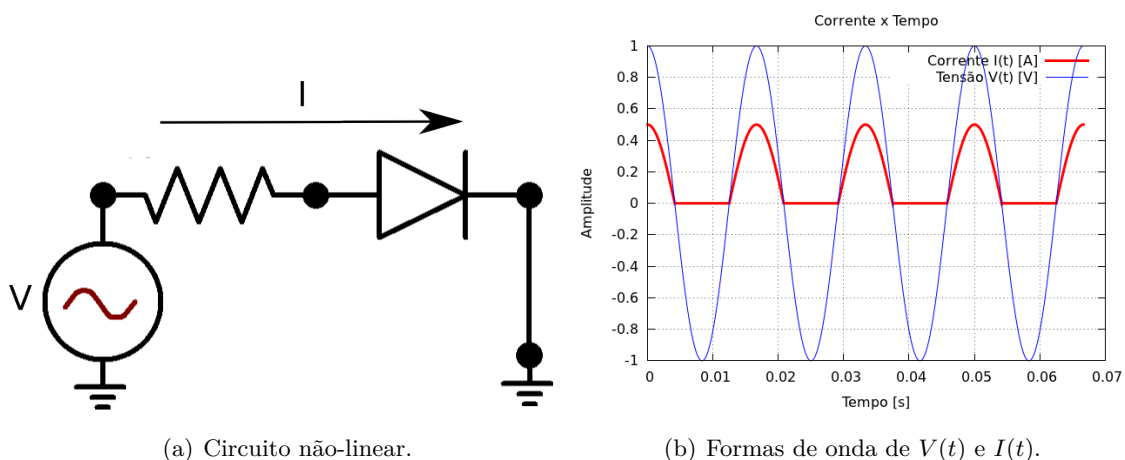 I
V
Corrente x Tempo
Corrente I(t) [A]
Tensão V(t) [V]
Amplitude
1
0.8
0.6
0.4
0.2
0
-0.2
-0.4
-0.6
-0.8
-1
0 0.01 0.02 0.03 0.04 0.05 0.06 0.07
Tempo [s]
(a) Circuito não-linear.
(b) Formas de onda de V(t) e I(t).